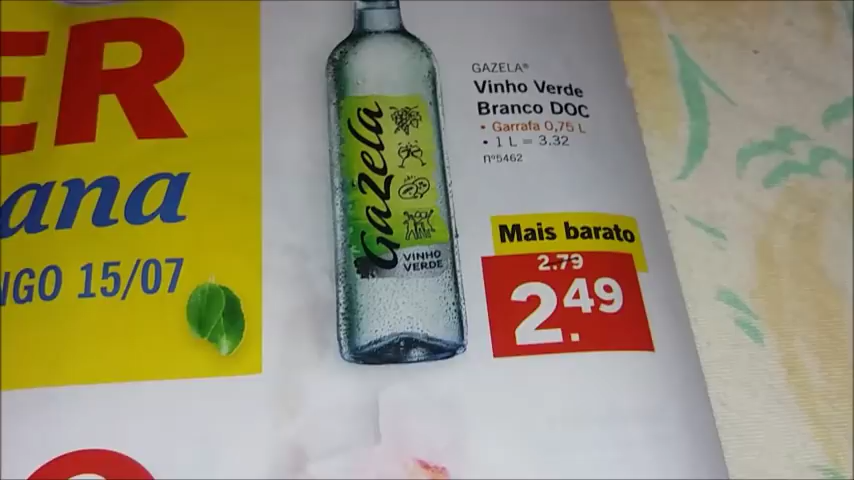 ER
ana
NGO 15/07
Gazela
VINHO
VERDE
GAZELA®
Vinho Verde
Branco DOC
• Garrafa 0,75 L
• 1 L = 3.32
nº5462
Mais barato
2.79
2.49